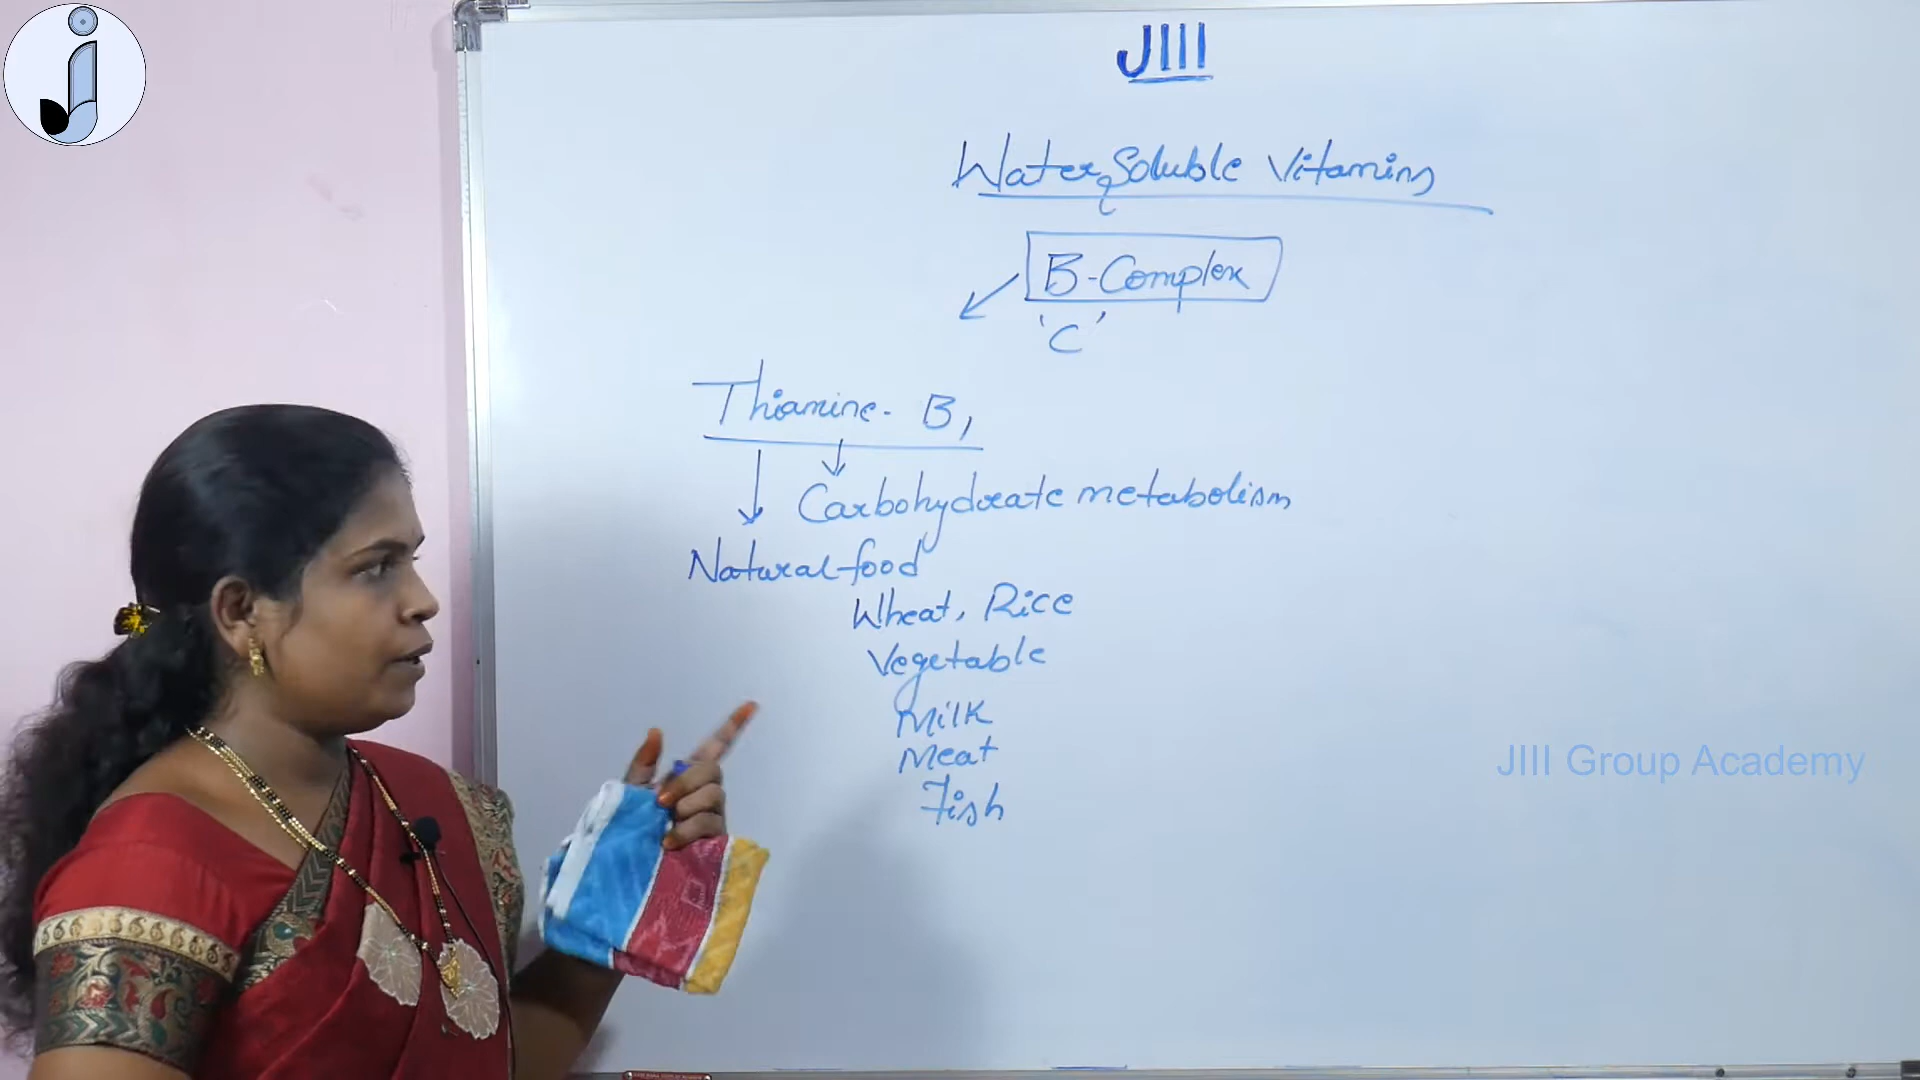 JIII
Water Soluble Vitamins
B-Complex
'C'
Thiamine - B1
Carbohydrate metabolism
Natural food
Wheat, Rice
Vegetable
Milk
Meat
Fish
JIII Group Academy